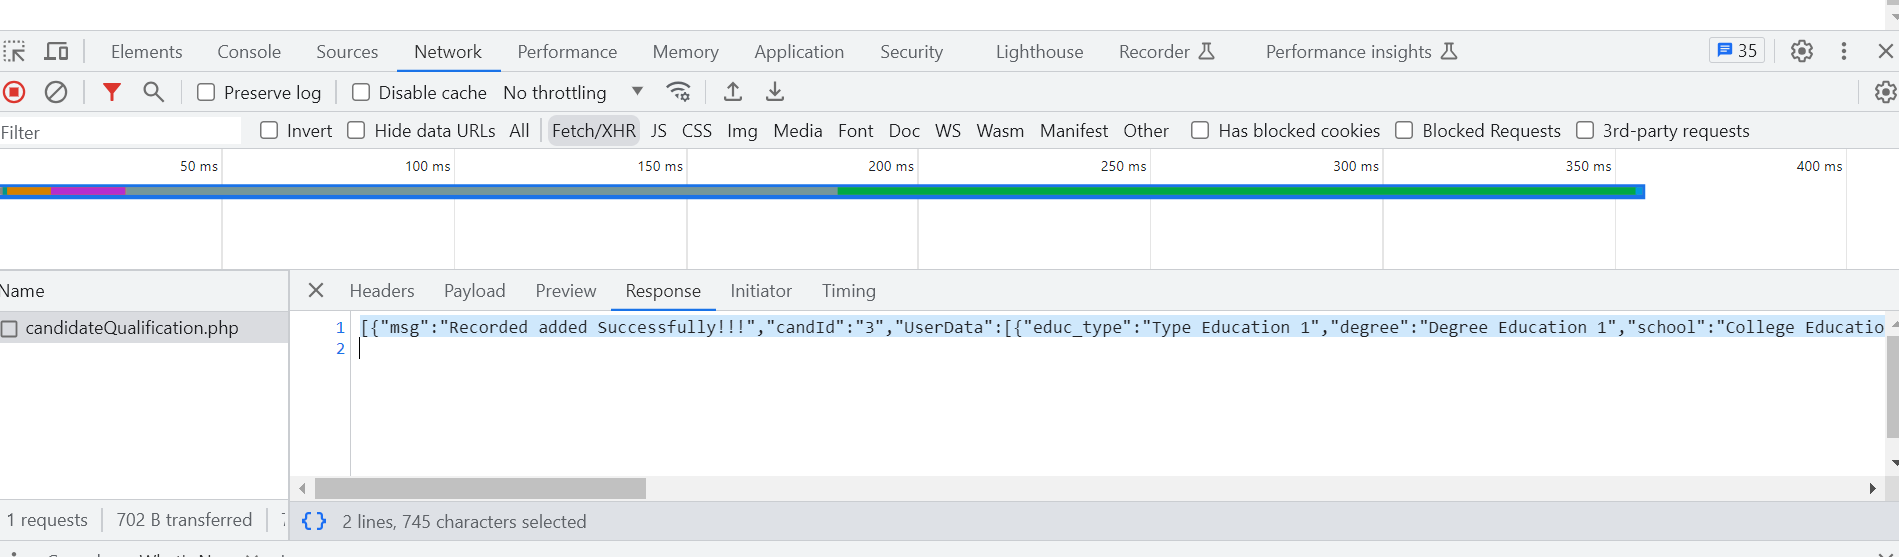 Elements Console Sources Network Performance Memory Application Security Lighthouse Recorder Performance insights 35
Preserve log Disable cache No throttling
Filter Invert Hide data URLs All Fetch/XHR JS CSS Img Media Font Doc WS Wasm Manifest Other Has blocked cookies Blocked Requests 3rd-party requests
50 ms 100 ms 150 ms 200 ms 250 ms 300 ms 350 ms 400 ms
Name Headers Payload Preview Response Initiator Timing
candidateQualification.php 1 [{"msg":"Recorded added Successfully!!!","candId":"3","UserData":[{"educ_type":"Type Education 1","degree":"Degree Education 1","school":"College Educatio
2
1 requests 702 B transferred {} 2 lines, 745 characters selected